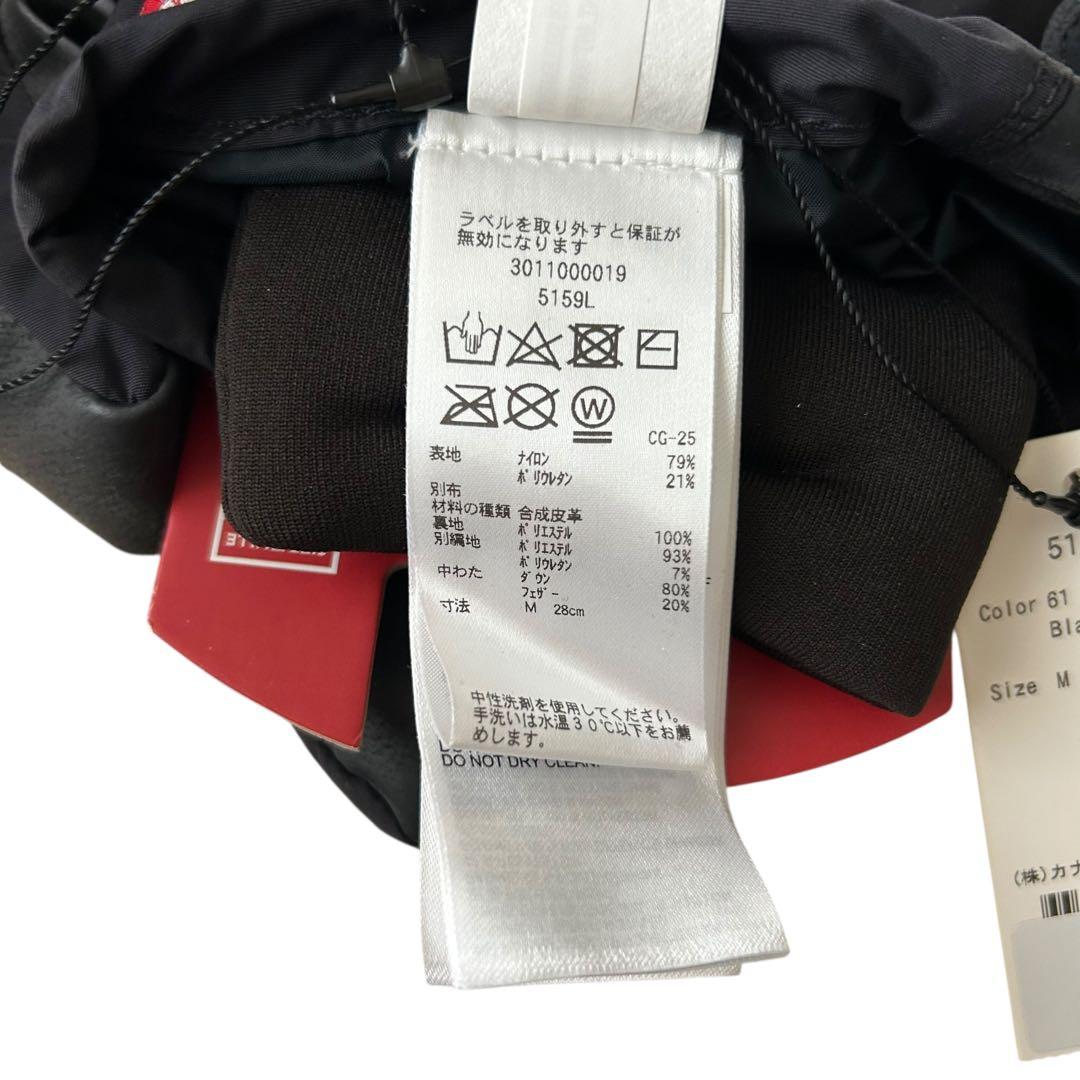 ラベルを取り外すと保証が
無効になります
3011000019
5159L
W
CG-25
表地 ナイロン 79%
ポリウレタン 21%
別布
材料の種類 合成皮革
裏地 ポリエステル 100%
別縄地 ポリエステル 93%
ポリウレタン 7%
中わた ダウン 80%
フェザー 20%
寸法 M 28cm
中性洗剤を使用してください。
手洗いは水温30℃以下をお薦
めします。
DO NOT DRY CLEAN.
51
Color 61
Bla
Size M
(株)カナ